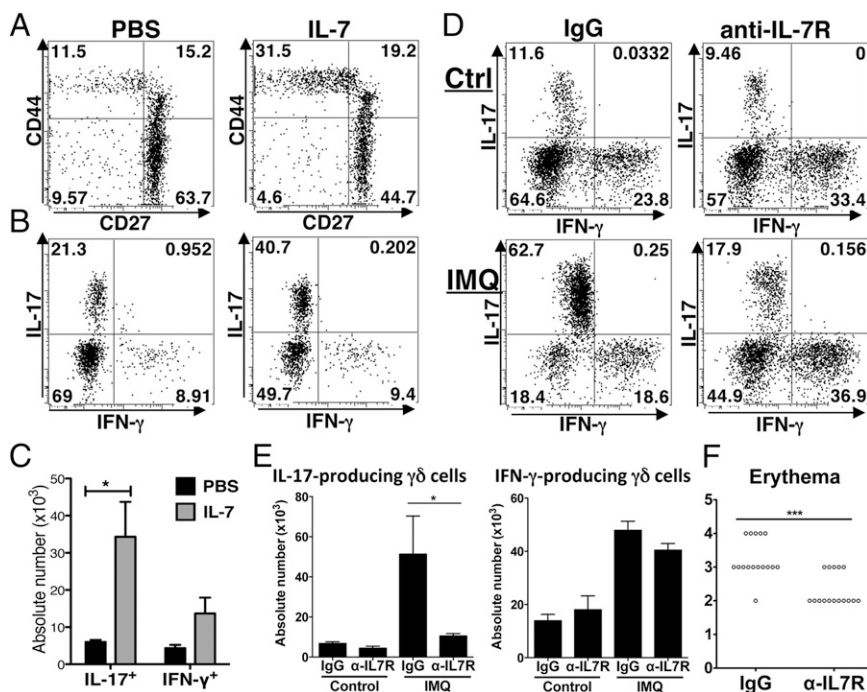 A
PBS
IL-7
CD44
11.5
15.2
9.57
63.7
CD27
CD44
31.5
19.2
4.6
44.7
CD27
B
IL-17
21.3
0.952
69
8.91
IFN-γ
IL-17
40.7
0.202
49.7
9.4
IFN-γ
C
Absolute number (x10³)
50
40
30
20
10
0
*
PBS
IL-7
IL-17⁺
IFN-γ⁺
D
IgG
anti-IL-7R
Ctrl
IL-17
11.6
0.0332
64.6
23.8
IFN-γ
IL-17
9.46
0
57
33.4
IFN-γ
IMQ
IL-17
62.7
0.25
18.4
18.6
IFN-γ
IL-17
17.9
0.156
44.9
36.9
IFN-γ
E
IL-17-producing γδ cells
Absolute number (x10³)
80
60
40
20
0
*
IgG α-IL7R IgG α-IL7R
Control IMQ
IFN-γ-producing γδ cells
Absolute number (x10³)
60
40
20
0
IgG α-IL7R IgG α-IL7R
Control IMQ
F
Erythema
5
4
3
2
1
0
***
IgG α-IL7R